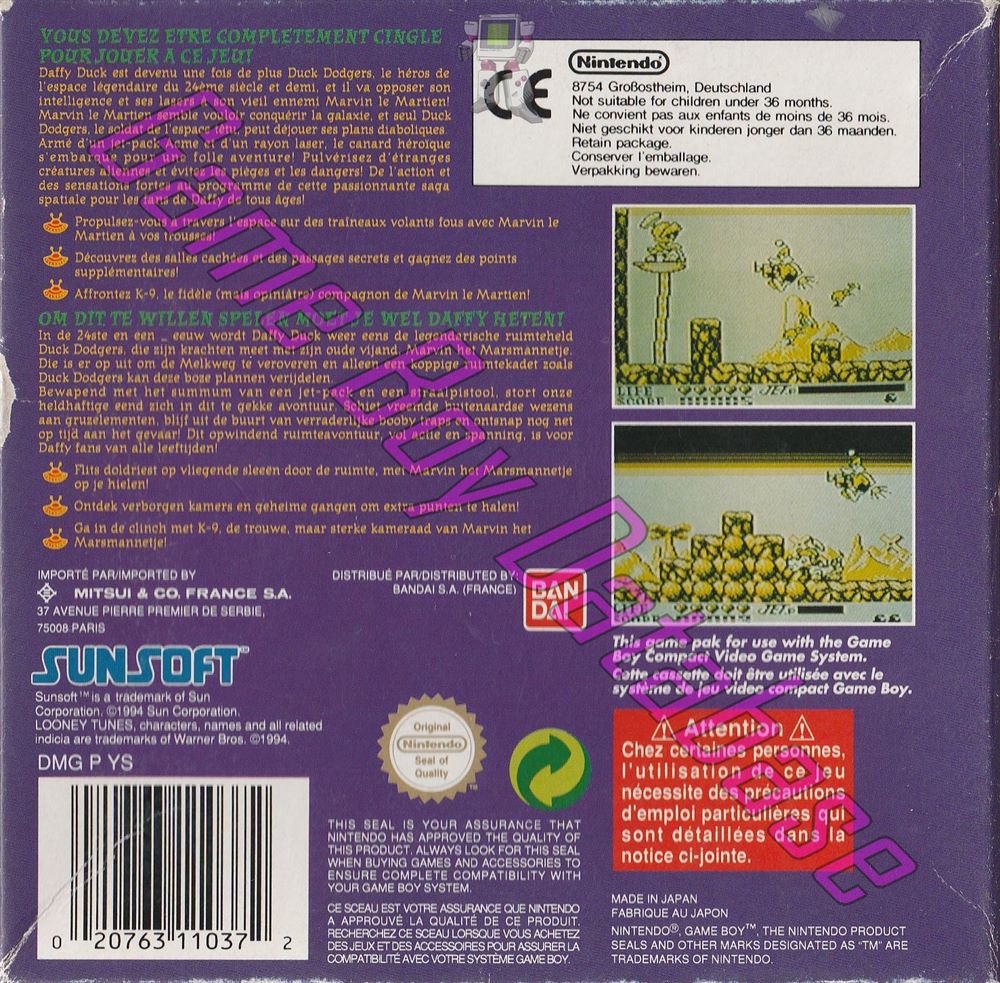 VOUS DEVEZ ETRE COMPLETEMENT CINGLE
POUR JOUER A CE JEU!
Daffy Duck est devenu une fois de plus Duck Dodgers, le héros de
l'espace légendaire du 24ème siècle et demi, et il va opposer son
intelligence et ses lasers à son vieil ennemi Marvin le Martien!
Marvin le Martien semble vouloir conquérir la galaxie, et seul Duck
Dodgers, le soldat de l'espace peut déjouer ses plans diaboliques.
Armé d'un jet-pack et d'un rayon laser, le canard héroïque
s'embarque pour une folle aventure! Pulvérisez d'étranges
créatures aliennes et évitez les pièges et les dangers! De l'action et
des sensations fortes au programme de cette passionnante saga
spatiale pour les fans de Daffy de tous âges!
Propulsez-vous à travers l'espace sur des traîneaux volants fous avec Marvin le
Martien à vos trousses!
Découvrez des salles cachées et des passages secrets et gagnez des points
supplémentaires!
Affrontez K-9, le fidèle (mais opiniâtre) compagnon de Marvin le Martien!
OM DIT TE WILLEN SPELEN MOET JE WEL DAFFY HETEN!
In de 24ste en een _ eeuw wordt Daffy Duck weer eens de legendarische ruimteheld
Duck Dodgers, die zijn krachten meet met zijn oude vijand, Marvin het Marsmannetje.
Die is er op uit om de Melkweg te veroveren en alleen een koppige ruimtekadet zoals
Duck Dodgers kan deze boze plannen verijdelen.
Bewapend met het summum van een jet-pack en een straalpistool, stort onze
heldhaftige eend zich in dit te gekke avontuur. Schiet vreemde buitenaardse wezens
aan gruzelementen, blijf uit de buurt van verraderlijke booby traps en ontsnap nog net
op tijd aan het gevaar! Dit opwindend ruimteavontuur, vol actie en spanning, is voor
Daffy fans van alle leeftijden!
Flits doldriest op vliegende sleeën door de ruimte, met Marvin het Marsmannetje
op je hielen!
Ontdek verborgen kamers en geheime gangen om extra punten te halen!
Ga in de clinch met K-9, de trouwe, maar sterke kameraad van Marvin het
Marsmannetje!
IMPORTÉ PAR/IMPORTED BY
MITSUI & CO. FRANCE S.A.
37 AVENUE PIERRE PREMIER DE SERBIE,
75008 PARIS
DISTRIBUÉ PAR/DISTRIBUTED BY:
BANDAI S.A. (FRANCE)
BAN
DAI
SUNSOFT™
Sunsoft™ is a trademark of Sun
Corporation. ©1994 Sun Corporation.
LOONEY TUNES, characters, names and all related
indicia are trademarks of Warner Bros. ©1994.
DMG P YS
0 20763 11037 2
Original
Nintendo
Seal of
Quality
TM
THIS SEAL IS YOUR ASSURANCE THAT
NINTENDO HAS APPROVED THE QUALITY OF
THIS PRODUCT. ALWAYS LOOK FOR THIS SEAL
WHEN BUYING GAMES AND ACCESSORIES TO
ENSURE COMPLETE COMPATIBILITY WITH
YOUR GAME BOY SYSTEM.
CE SCEAU EST VOTRE ASSURANCE QUE NINTENDO
A APPROUVÉ LA QUALITÉ DE CE PRODUIT.
RECHERCHEZ CE SCEAU LORSQUE VOUS ACHETEZ
DES JEUX ET DES ACCESSOIRES POUR ASSURER LA
COMPATIBILITÉ AVEC VOTRE SYSTÈME GAME BOY.
CE
Nintendo®
8754 Großostheim, Deutschland
Not suitable for children under 36 months.
Ne convient pas aux enfants de moins de 36 mois.
Niet geschikt voor kinderen jonger dan 36 maanden.
Retain package.
Conserver l'emballage.
Verpakking bewaren.
LIFE JET
SCORE
LIFE JET
This game pak for use with the Game
Boy Compact Video Game System.
Cette cassette doit être utilisée avec le
système de jeu video compact Game Boy.
Attention
Chez certaines personnes,
l'utilisation de ce jeu
nécessite des précautions
d'emploi particulières qui
sont détaillées dans la
notice ci-jointe.
MADE IN JAPAN
FABRIQUE AU JAPON
NINTENDO®, GAME BOY™, THE NINTENDO PRODUCT
SEALS AND OTHER MARKS DESIGNATED AS “TM” ARE
TRADEMARKS OF NINTENDO.
Game Boy Database